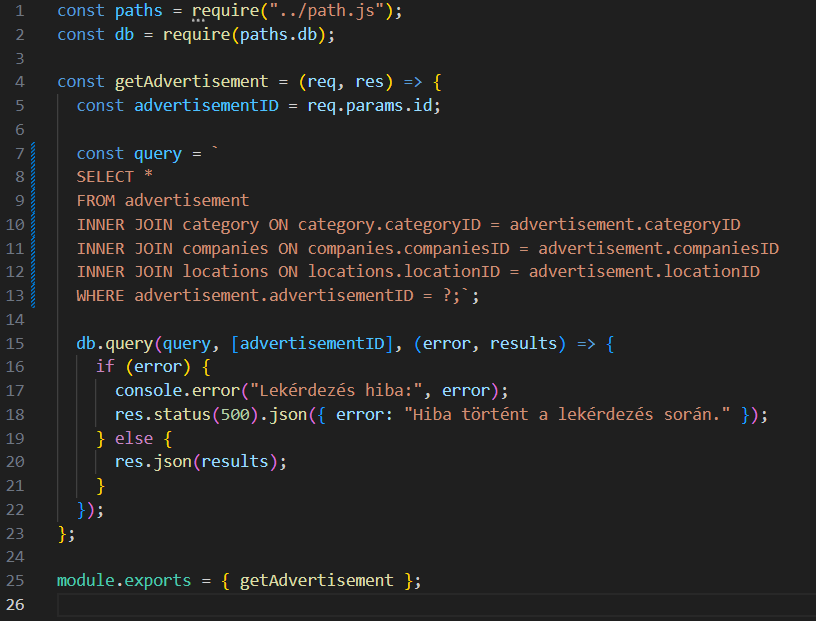 1 const paths = require("../path.js");
2 const db = require(paths.db);
3
4 const getAdvertisement = (req, res) => {
5 const advertisementID = req.params.id;
6
7 const query = `
8 SELECT *
9 FROM advertisement
10 INNER JOIN category ON category.categoryID = advertisement.categoryID
11 INNER JOIN companies ON companies.companiesID = advertisement.companiesID
12 INNER JOIN locations ON locations.locationID = advertisement.locationID
13 WHERE advertisement.advertisementID = ?;`;
14
15 db.query(query, [advertisementID], (error, results) => {
16 if (error) {
17 console.error("Lekérdezés hiba:", error);
18 res.status(500).json({ error: "Hiba történt a lekérdezés során." });
19 } else {
20 res.json(results);
21 }
22 });
23 };
24
25 module.exports = { getAdvertisement };
26